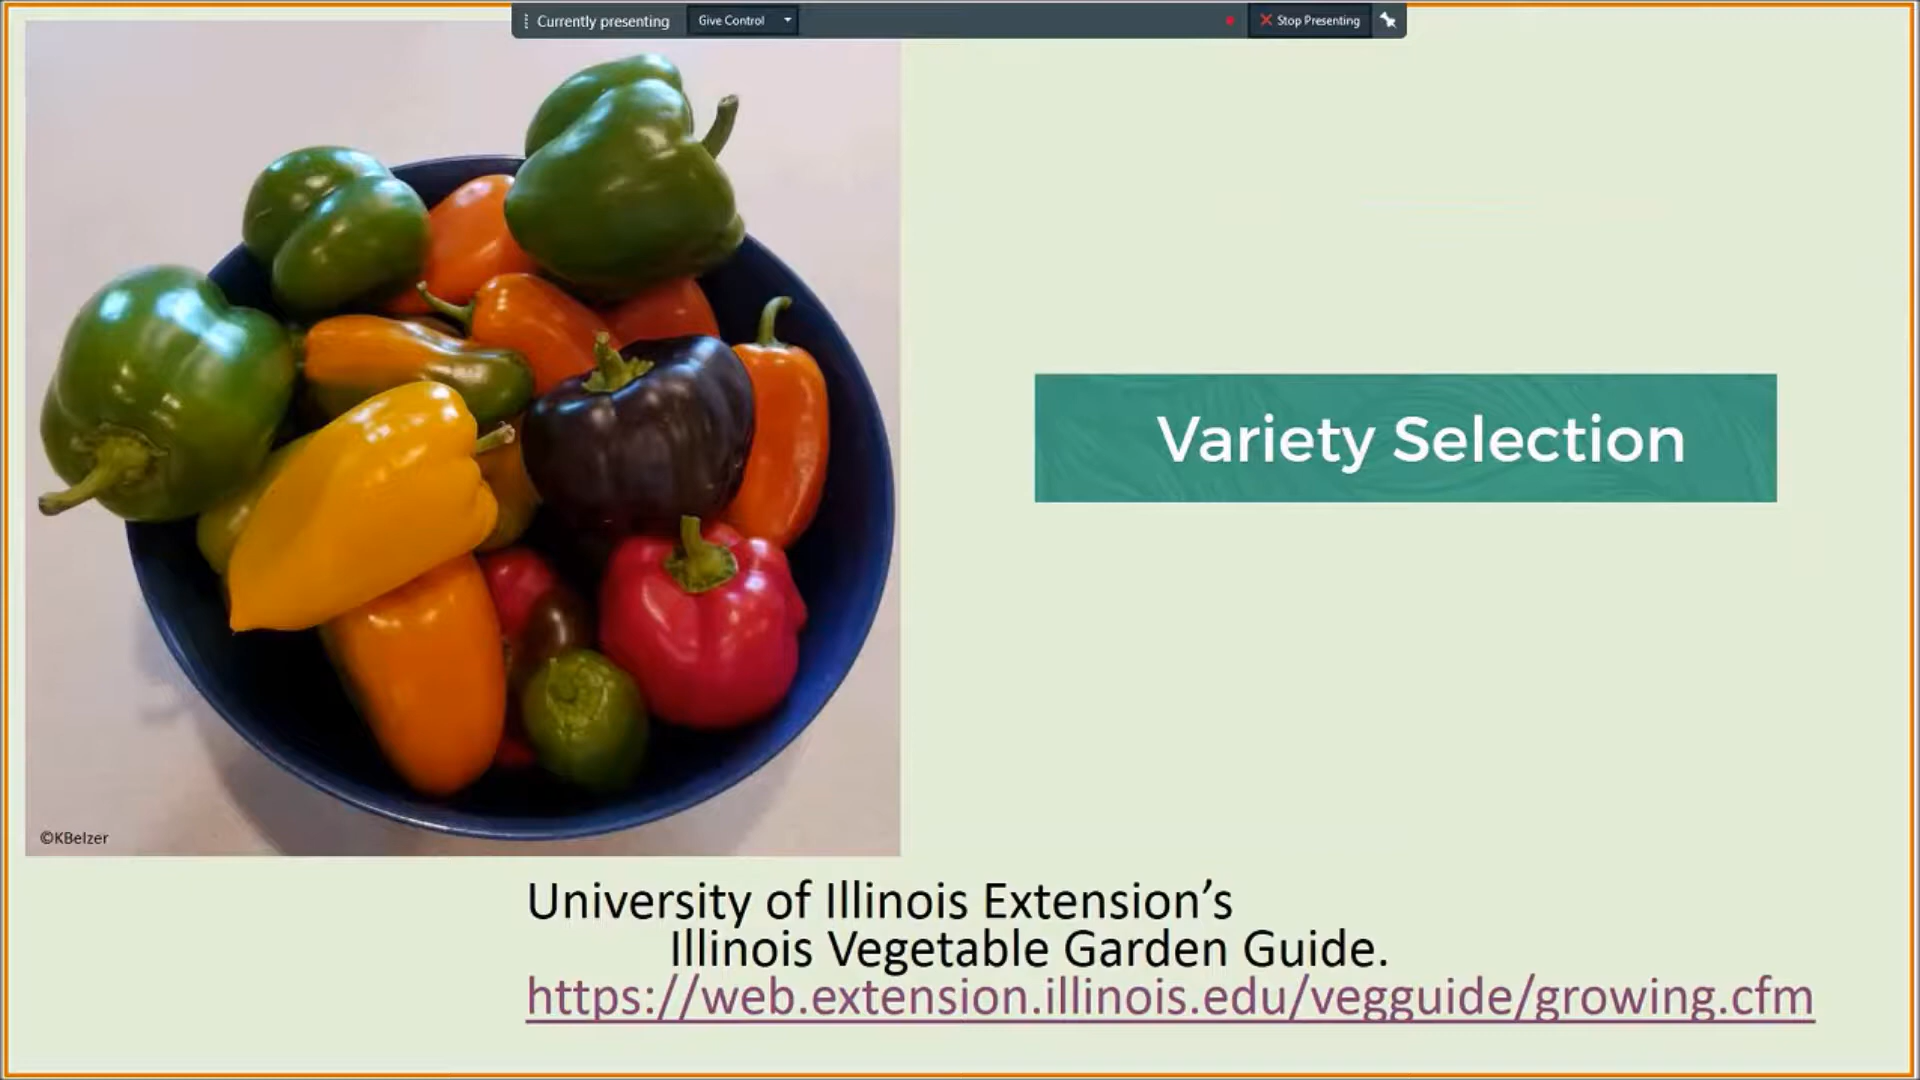 Currently presenting
Give Control
Stop Presenting
Variety Selection
©KBelzer
University of Illinois Extension’s
Illinois Vegetable Garden Guide.
https://web.extension.illinois.edu/vegguide/growing.cfm